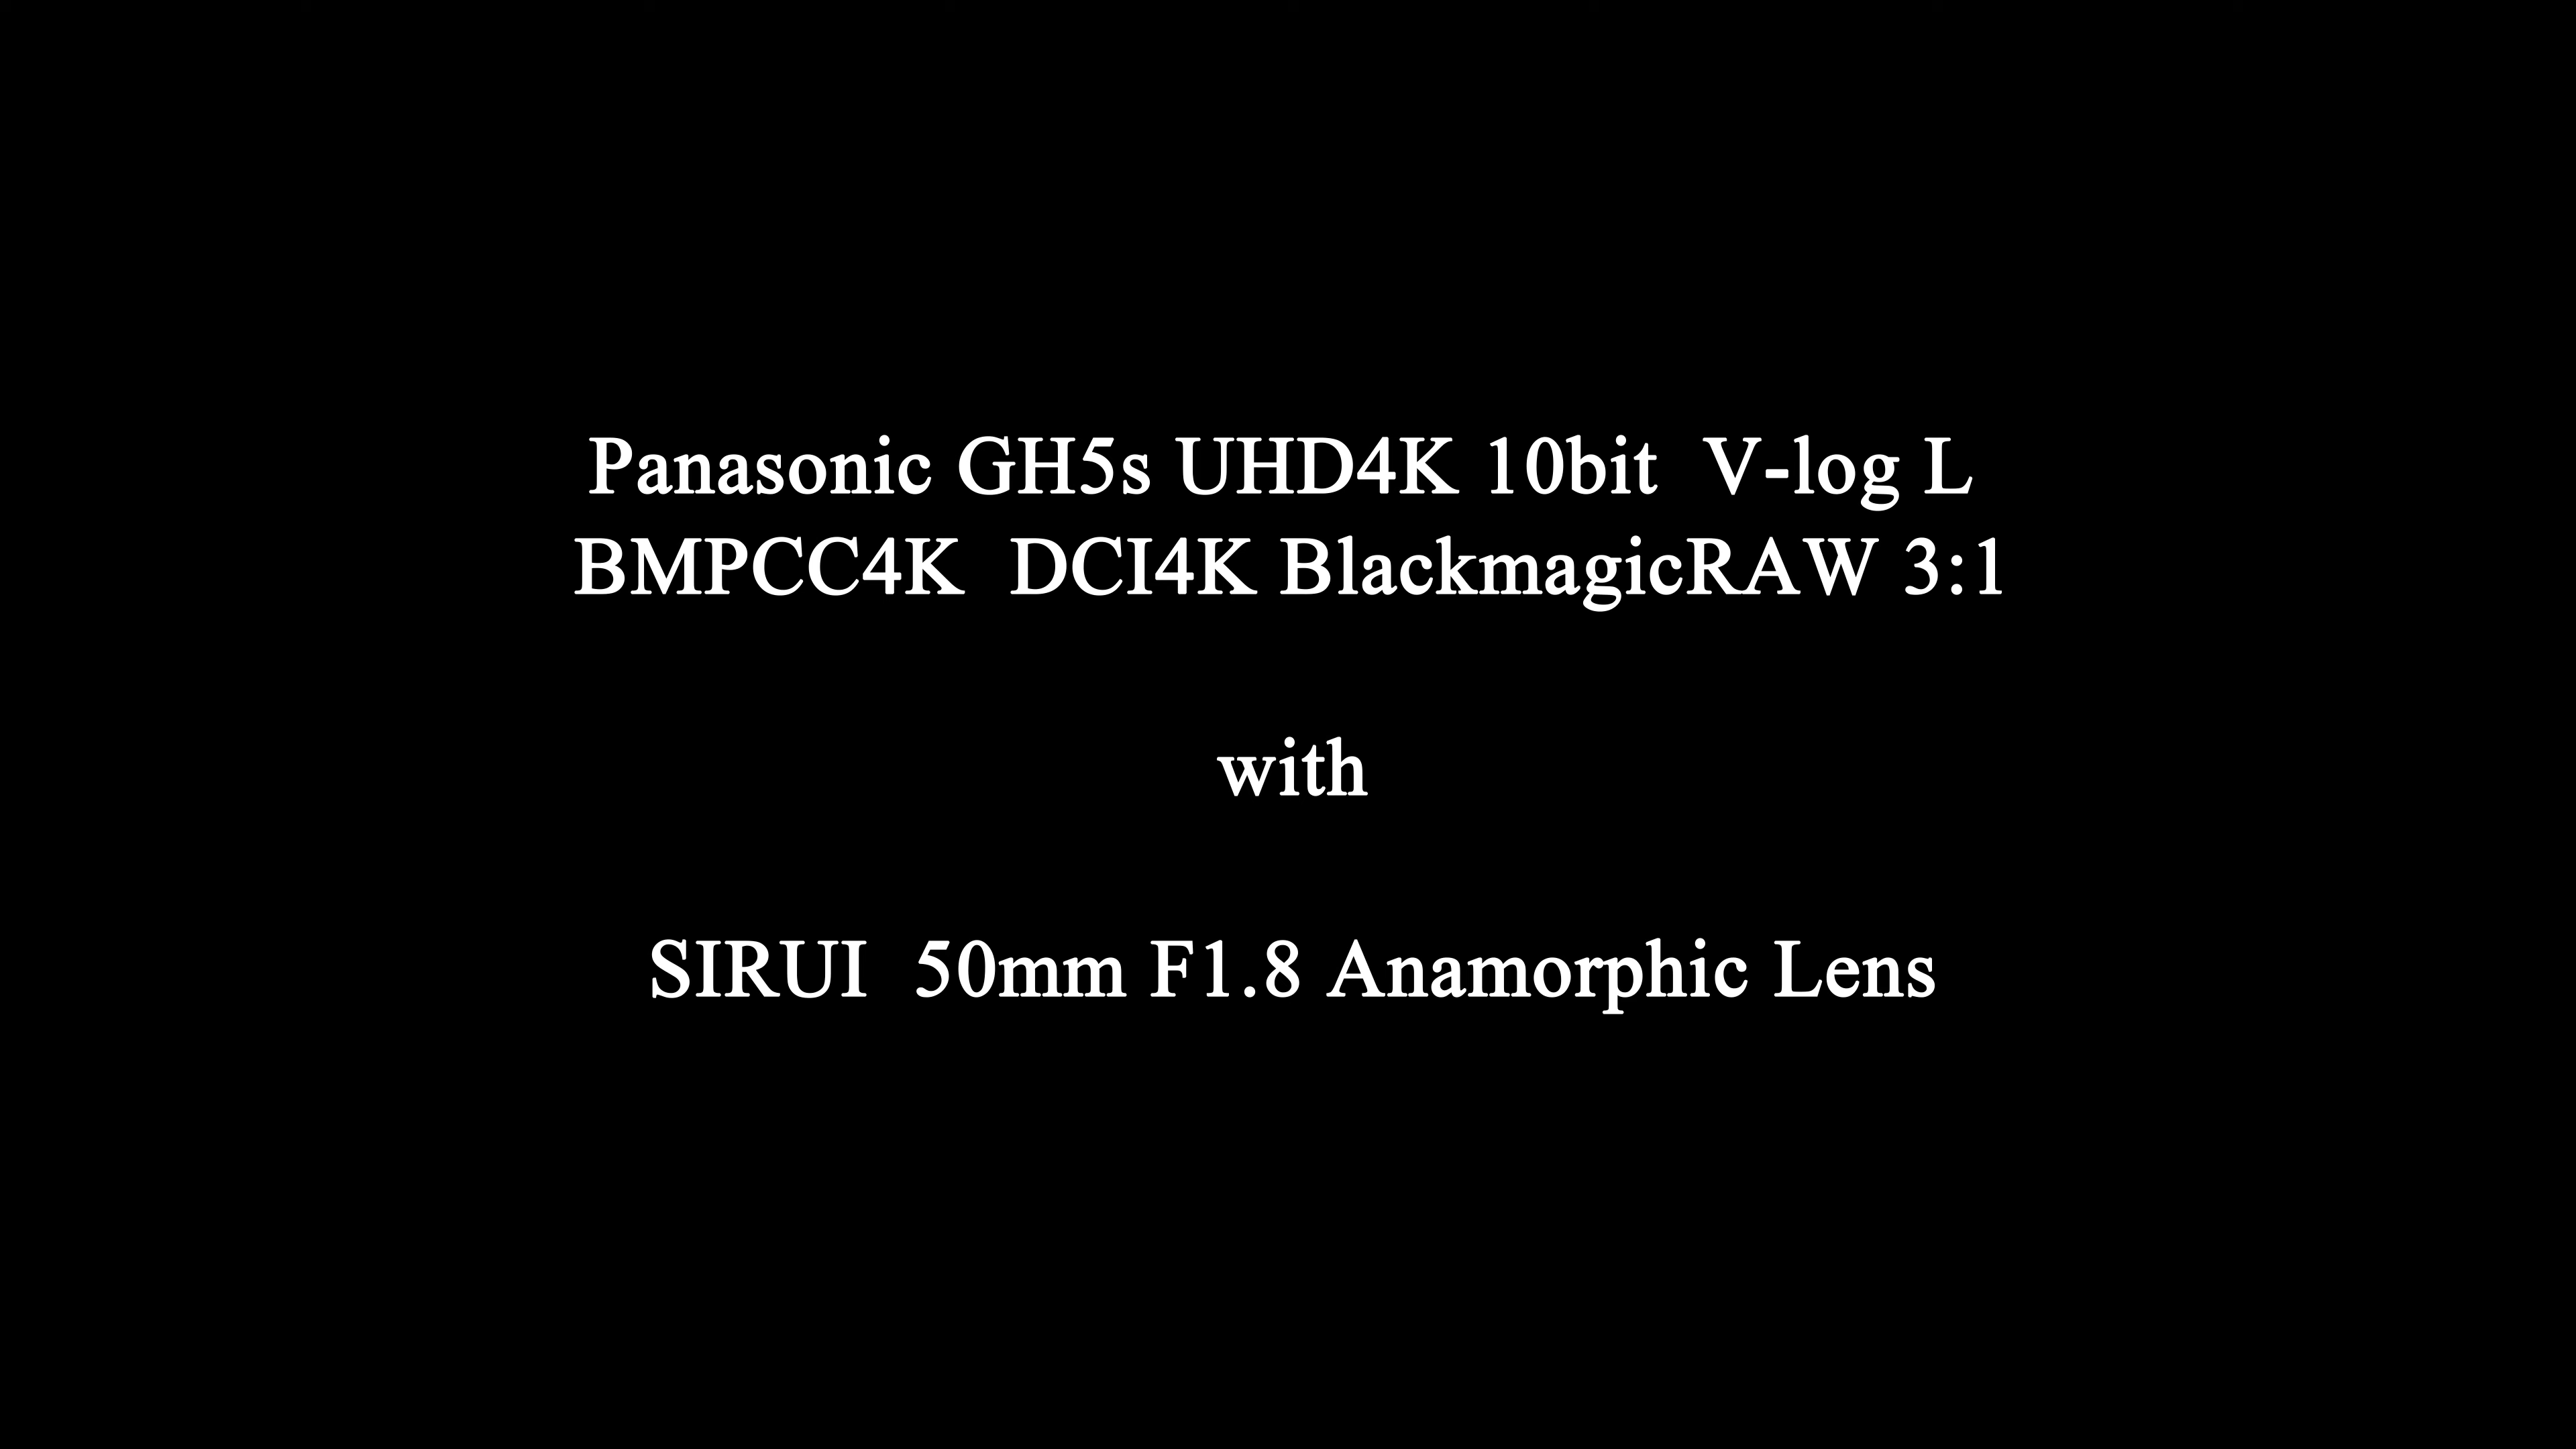 Panasonic GH5s UHD4K 10bit  V-log L
BMPCC4K  DCI4K BlackmagicRAW 3:1
with
SIRUI  50mm F1.8 Anamorphic Lens